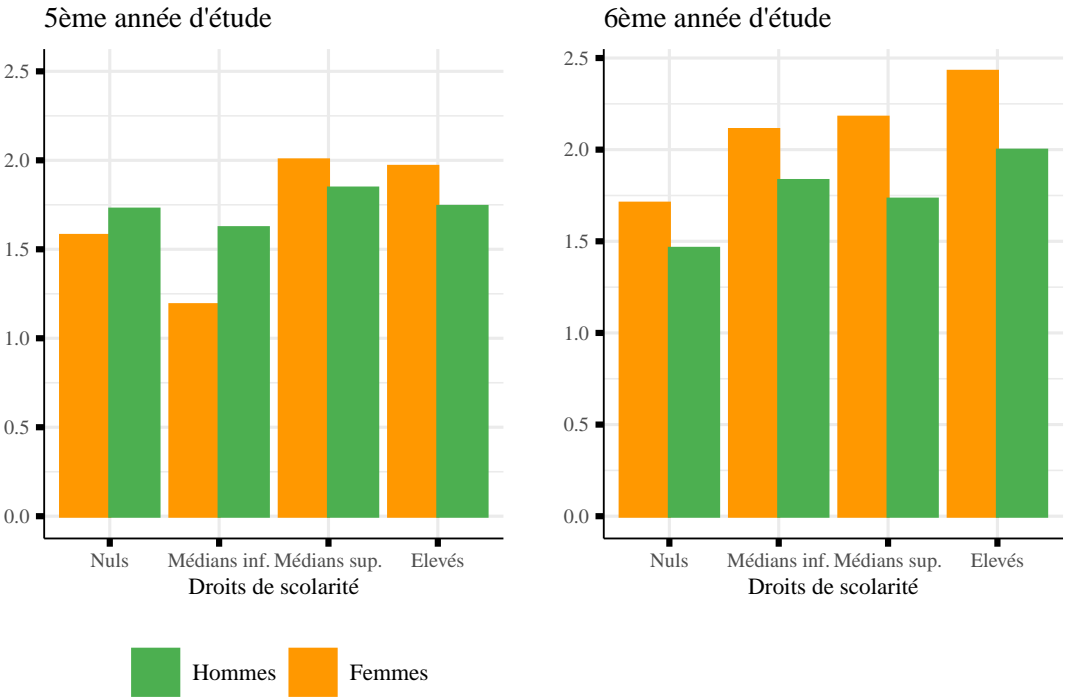 5ème année d'étude
2.5
2.0
1.5
1.0
0.5
0.0
Nuls Médians inf. Médians sup. Elevés
Droits de scolarité
6ème année d'étude
2.5
2.0
1.5
1.0
0.5
0.0
Nuls Médians inf. Médians sup. Elevés
Droits de scolarité
Hommes Femmes